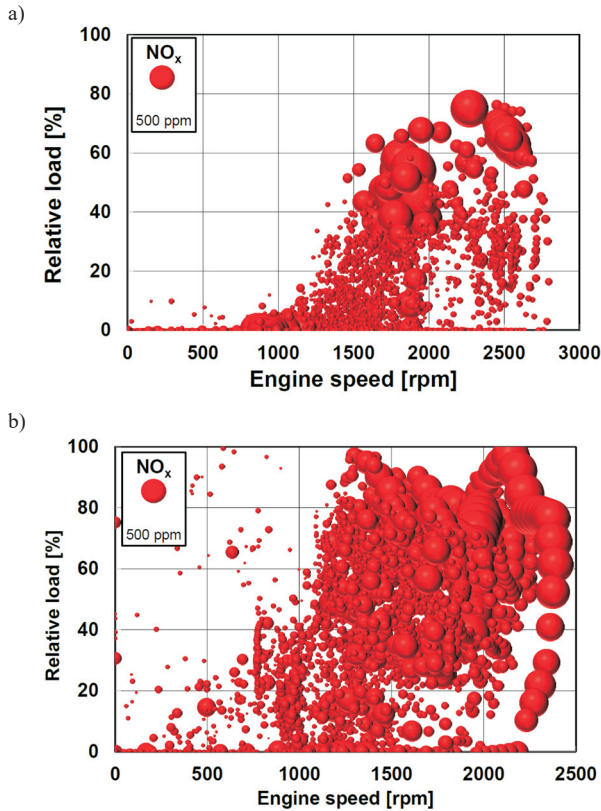 a)
100
80
60
40
20
0
Relative load [%]
NOx
500 ppm
0 500 1000 1500 2000 2500 3000
Engine speed [rpm]
b)
100
80
60
40
20
0
Relative load [%]
NOx
500 ppm
0 500 1000 1500 2000 2500
Engine speed [rpm]